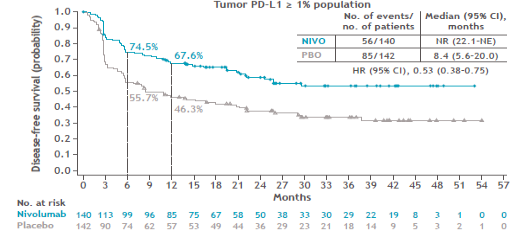 Tumor PD-L1 ≥ 1% population
No. of events/ Median (95% CI),
no. of patients months
NIVO 56/140 NR (22.1-NE)
PBO 85/142 8.4 (5.6-20.0)
HR (95% CI), 0.53 (0.38-0.75)
Disease-free survival (probability)
1.0
0.9
0.8
0.7
0.6
0.5
0.4
0.3
0.2
0.1
0.0
74.5%
67.6%
55.7%
46.3%
0 3 6 9 12 15 18 21 24 27 30 33 36 39 42 45 48 51 54 57
Months
No. at risk
Nivolumab 140 113 99 96 85 75 67 58 50 38 33 30 29 22 19 8 3 1 0 0
Placebo 142 90 74 62 57 53 49 44 36 29 23 21 18 14 9 5 3 2 1 0